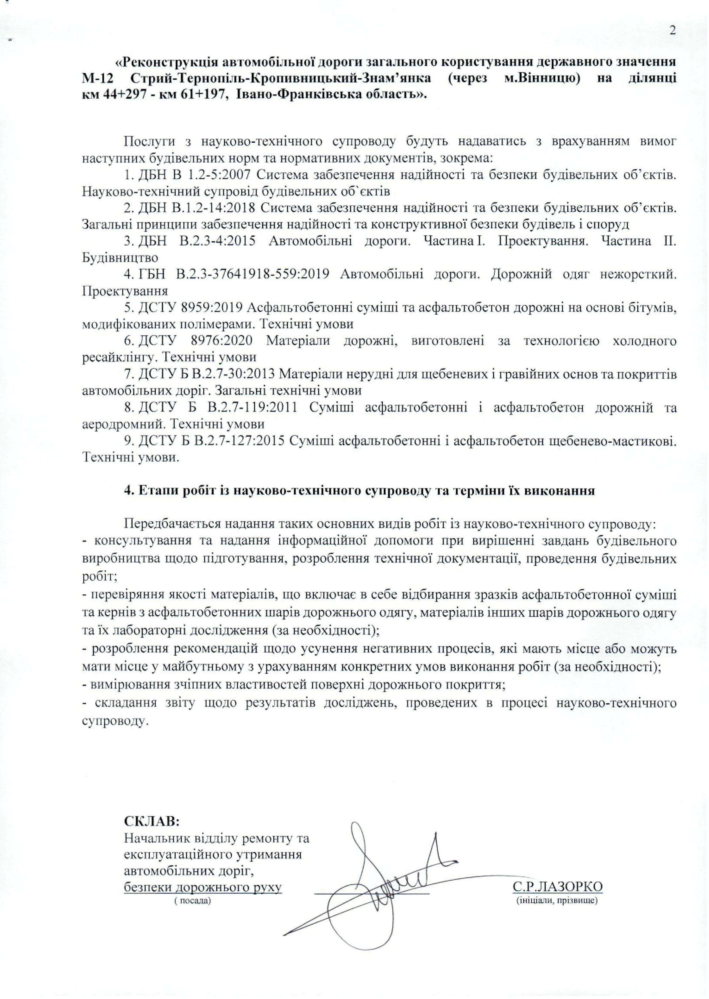 2
«Реконструкція автомобільної дороги загального користування державного значення
М-12 Стрий-Тернопіль-Кропивницький-Знам’янка (через м.Вінницю) на ділянці
км 44+297 - км 61+197, Івано-Франківська область».
Послуги з науково-технічного супроводу будуть надаватись з врахуванням вимог
наступних будівельних норм та нормативних документів, зокрема:
1. ДБН В 1.2-5:2007 Система забезпечення надійності та безпеки будівельних об’єктів.
Науково-технічний супровід будівельних об`єктів
2. ДБН В.1.2-14:2018 Система забезпечення надійності та безпеки будівельних об’єктів.
Загальні принципи забезпечення надійності та конструктивної безпеки будівель і споруд
3. ДБН В.2.3-4:2015 Автомобільні дороги. Частина І. Проектування. Частина ІІ.
Будівництво
4. ГБН В.2.3-37641918-559:2019 Автомобільні дороги. Дорожній одяг нежорсткий.
Проектування
5. ДСТУ 8959:2019 Асфальтобетонні суміші та асфальтобетон дорожні на основі бітумів,
модифікованих полімерами. Технічні умови
6. ДСТУ 8976:2020 Матеріали дорожні, виготовлені за технологією холодного
ресайклінгу. Технічні умови
7. ДСТУ Б В.2.7-30:2013 Матеріали нерудні для щебеневих і гравійних основ та покриттів
автомобільних доріг. Загальні технічні умови
8. ДСТУ Б В.2.7-119:2011 Суміші асфальтобетонні і асфальтобетон дорожній та
аеродромний. Технічні умови
9. ДСТУ Б В.2.7-127:2015 Суміші асфальтобетонні і асфальтобетон щебенево-мастикові.
Технічні умови.
4. Етапи робіт із науково-технічного супроводу та терміни їх виконання
Передбачається надання таких основних видів робіт із науково-технічного супроводу:
- консультування та надання інформаційної допомоги при вирішенні завдань будівельного
виробництва щодо підготування, розроблення технічної документації, проведення будівельних
робіт;
- перевіряння якості матеріалів, що включає в себе відбирання зразків асфальтобетонної суміші
та кернів з асфальтобетонних шарів дорожнього одягу, матеріалів інших шарів дорожнього одягу
та їх лабораторні дослідження (за необхідності);
- розроблення рекомендацій щодо усунення негативних процесів, які мають місце або можуть
мати місце у майбутньому з урахуванням конкретних умов виконання робіт (за необхідності);
- вимірювання зчіпних властивостей поверхні дорожнього покриття;
- складання звіту щодо результатів досліджень, проведених в процесі науково-технічного
супроводу.
СКЛАВ:
Начальник відділу ремонту та
експлуатаційного утримання
автомобільних доріг,
безпеки дорожнього руху С.Р.ЛАЗОРКО
( посада) (ініціали, прізвище)